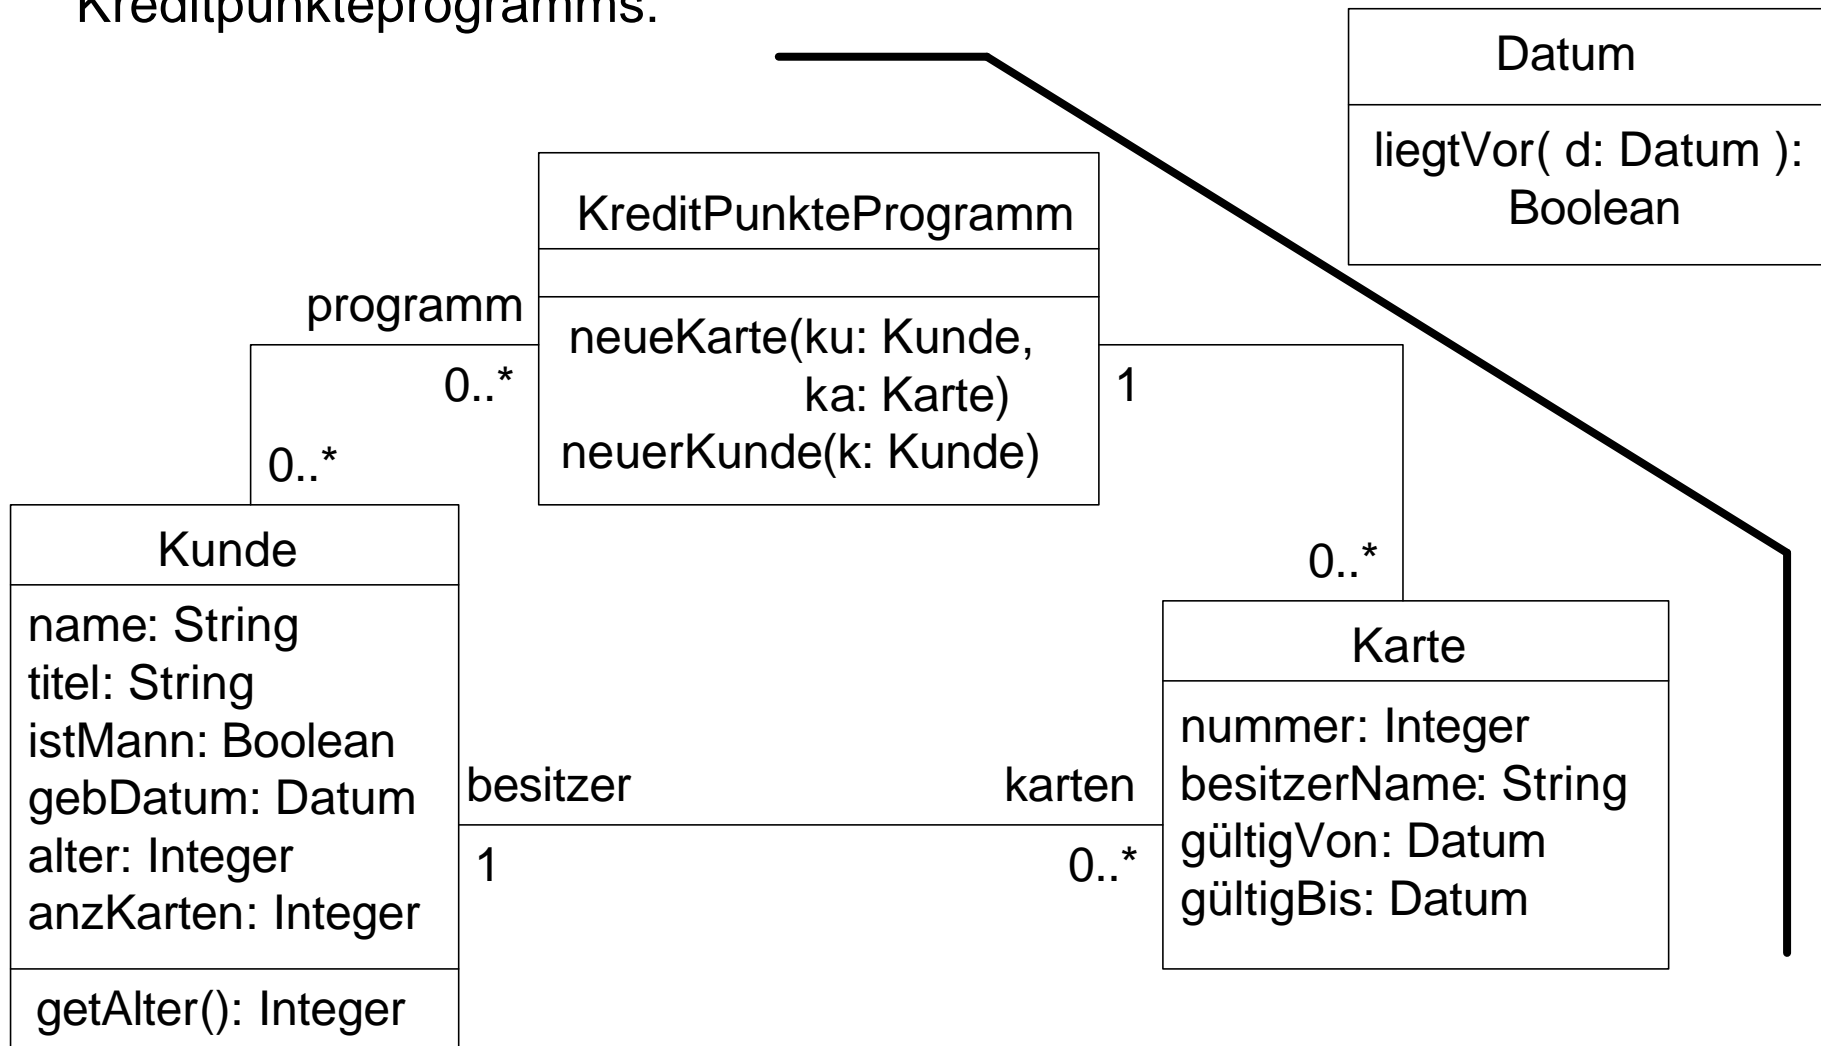 Kreditpunkteprogramms.
Datum
liegtVor( d: Datum ):
Boolean
KreditPunkteProgramm
neueKarte(ku: Kunde,
ka: Karte)
neuerKunde(k: Kunde)
programm
0..*
0..*
1
0..*
Kunde
name: String
titel: String
istMann: Boolean
gebDatum: Datum
alter: Integer
anzKarten: Integer
getAlter(): Integer
besitzer
1
karten
0..*
Karte
nummer: Integer
besitzerName: String
gültigVon: Datum
gültigBis: Datum